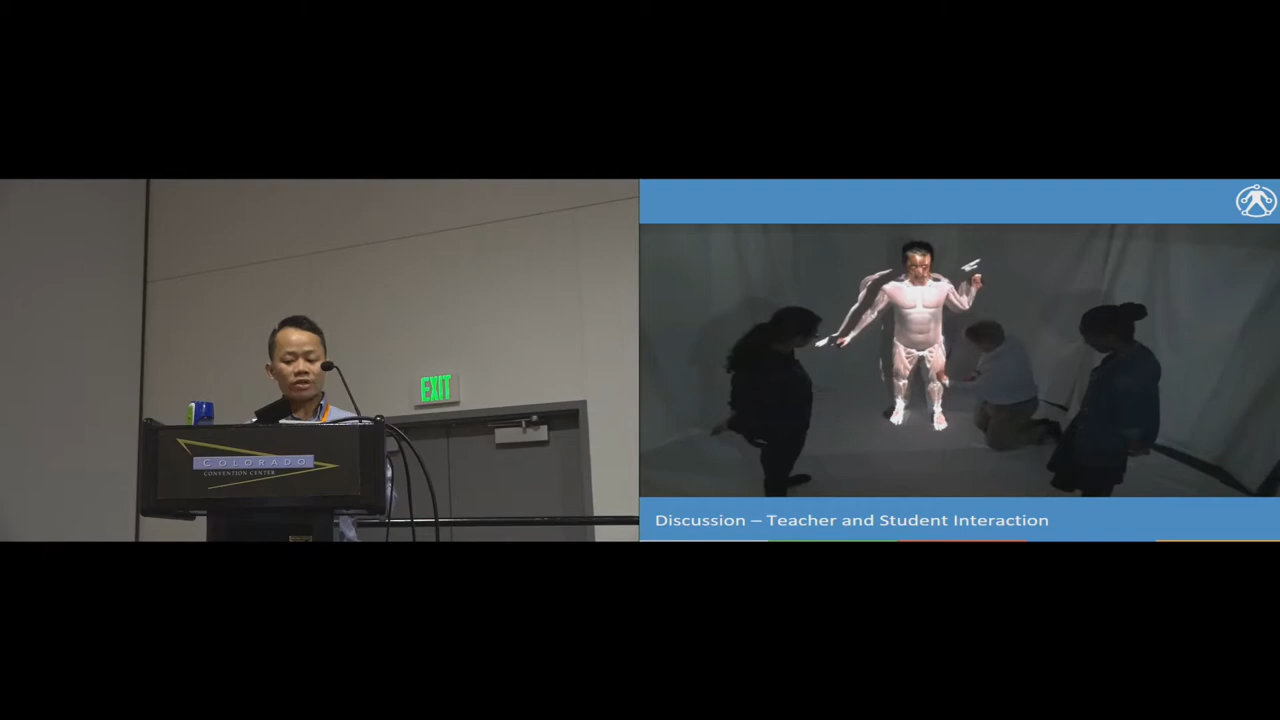 EXIT
COLORADO
CONVENTION CENTER
Discussion – Teacher and Student Interaction